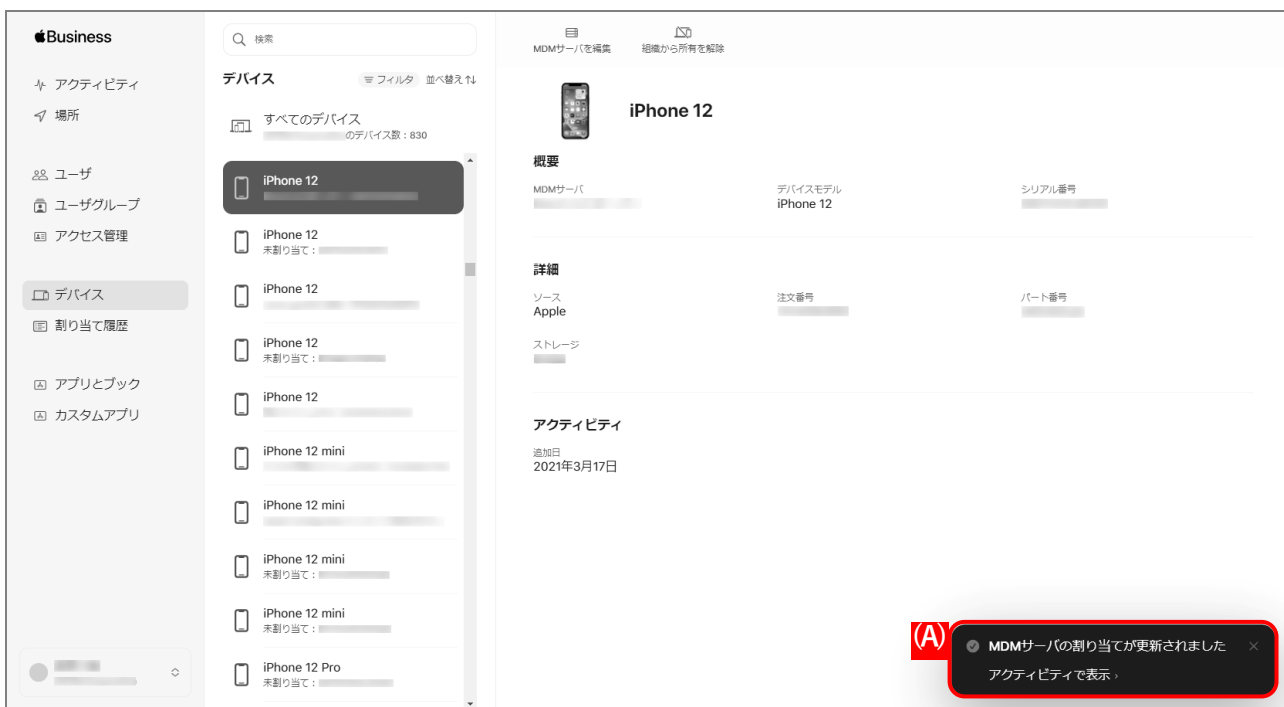 Business
アクティビティ
場所
ユーザ
ユーザグループ
アクセス管理
デバイス
割り当て履歴
アプリとブック
カスタムアプリ
検索
デバイス
フィルタ
並べ替え
すべてのデバイス
のデバイス数：830
iPhone 12
iPhone 12
未割り当て：
iPhone 12
iPhone 12
未割り当て：
iPhone 12
iPhone 12 mini
iPhone 12 mini
iPhone 12 mini
未割り当て：
iPhone 12 mini
未割り当て：
iPhone 12 Pro
未割り当て：
MDMサーバを編集
組織から所有を解除
iPhone 12
概要
MDMサーバ
デバイスモデル
iPhone 12
シリアル番号
詳細
ソース
Apple
注文番号
パート番号
ストレージ
アクティビティ
追加日
2021年3月17日
(A)
MDMサーバの割り当てが更新されました
アクティビティで表示 ›